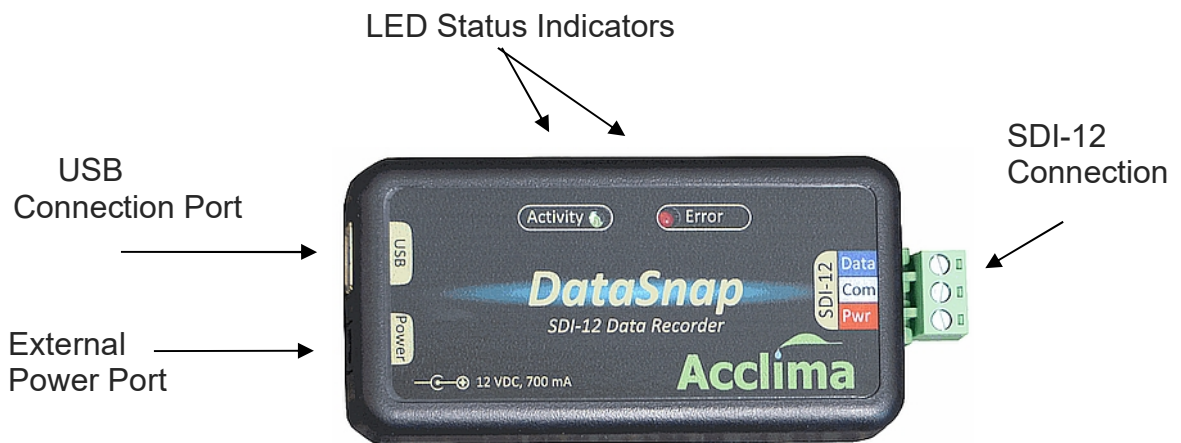 LED Status Indicators
SDI-12
Connection
USB
Connection Port
External
Power Port
Activity
Error
USB
Power
DataSnap
SDI-12 Data Recorder
SDI-12
Data
Com
Pwr
12 VDC, 700 mA
Acclima